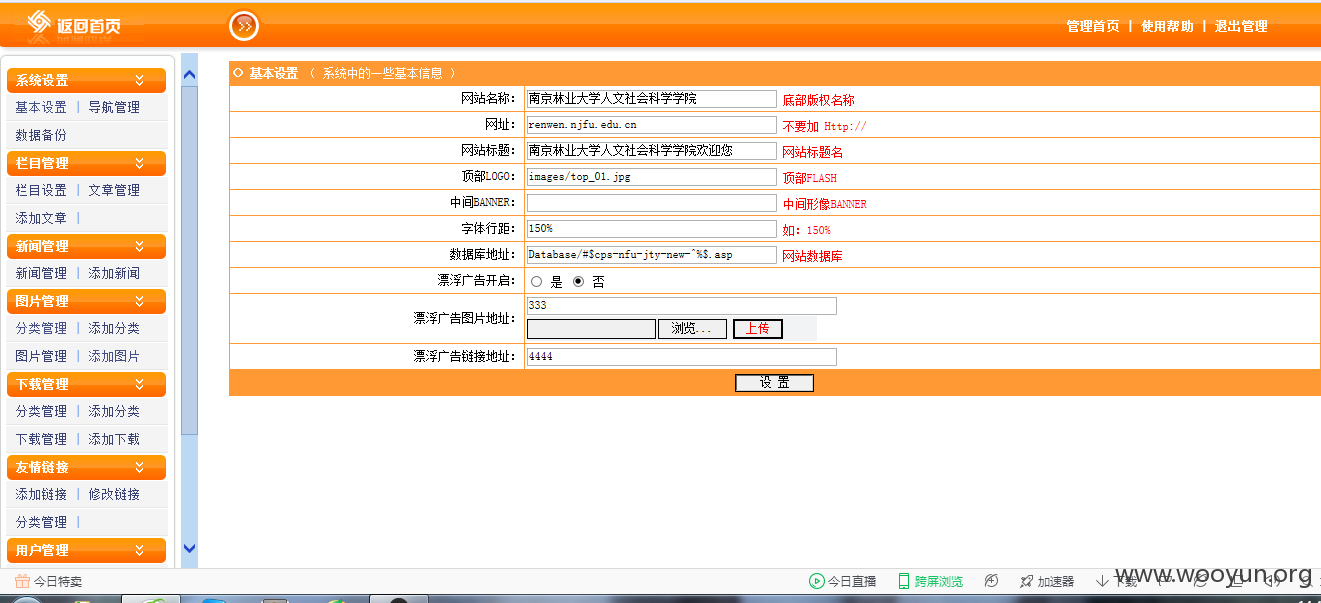 返回首页
管理首页 | 使用帮助 | 退出管理
系统设置
基本设置 | 导航管理
数据备份
栏目管理
栏目设置 | 文章管理
添加文章 |
新闻管理
新闻管理 | 添加新闻
图片管理
分类管理 | 添加分类
图片管理 | 添加图片
下载管理
分类管理 | 添加分类
下载管理 | 添加下载
友情链接
添加链接 | 修改链接
分类管理 |
用户管理
基本设置 （ 系统中的一些基本信息 ）
网站名称： 南京林业大学人文社会科学学院 底部版权名称
网址： renwen.njfu.edu.cn 不要加 Http://
网站标题： 南京林业大学人文社会科学学院欢迎您 网站标题名
顶部LOGO： images/top_01.jpg 顶部FLASH
中间BANNER： 中间形像BANNER
字体行距： 150% 如：150%
数据库地址： Database/#$cps-nfu-jty-new-^%$.asp 网站数据库
漂浮广告开启： 是 否
漂浮广告图片地址： 333
浏览... 上传
漂浮广告链接地址： 4444
设 置
今日特卖 今日直播 跨屏浏览 加速器 下载
www.wooyun.org